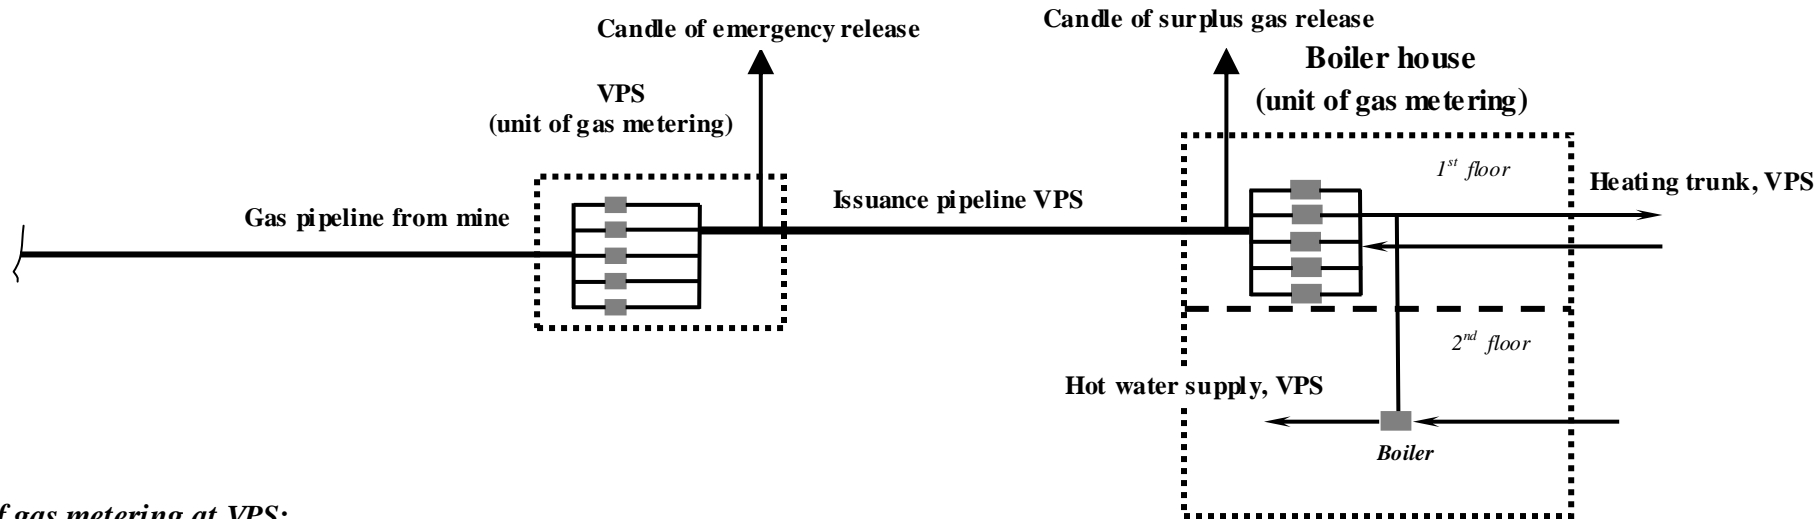 Candle of emergency release
Candle of surplus gas release
Boiler house
(unit of gas metering)
VPS
(unit of gas metering)
1st floor
Heating trunk, VPS
Gas pipeline from mine
Issuance pipeline VPS
2nd floor
Hot water supply, VPS
Boiler
f gas metering at VPS: